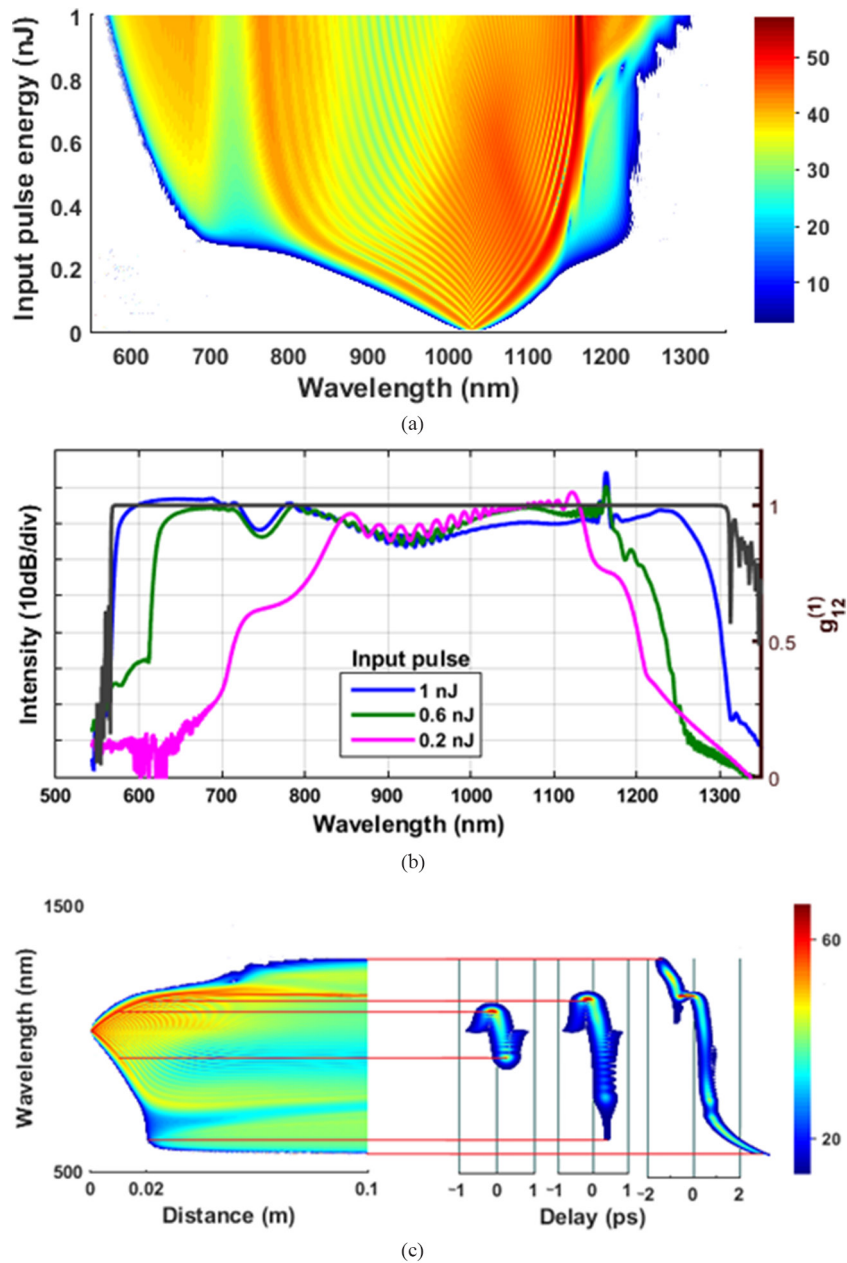 1
0.8
0.6
0.4
0.2
0
Input pulse energy (nJ)
600 700 800 900 1000 1100 1200 1300
Wavelength (nm)
50
40
30
20
10
(a)
Intensity (10dB/div)
Input pulse
1 nJ
0.6 nJ
0.2 nJ
1
0.5
0
g12(1)
500 600 700 800 900 1000 1100 1200 1300
Wavelength (nm)
(b)
1500
500
Wavelength (nm)
0 0.02 0.1
Distance (m)
−1 0 1 −1 0 1 −2 0 2
Delay (ps)
60
20
(c)